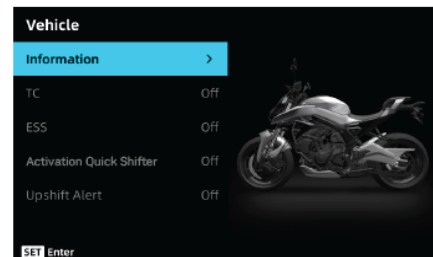 Vehicle
Information >
TC Off
ESS Off
Activation Quick Shifter Off
Upshift Alert Off
SET Enter